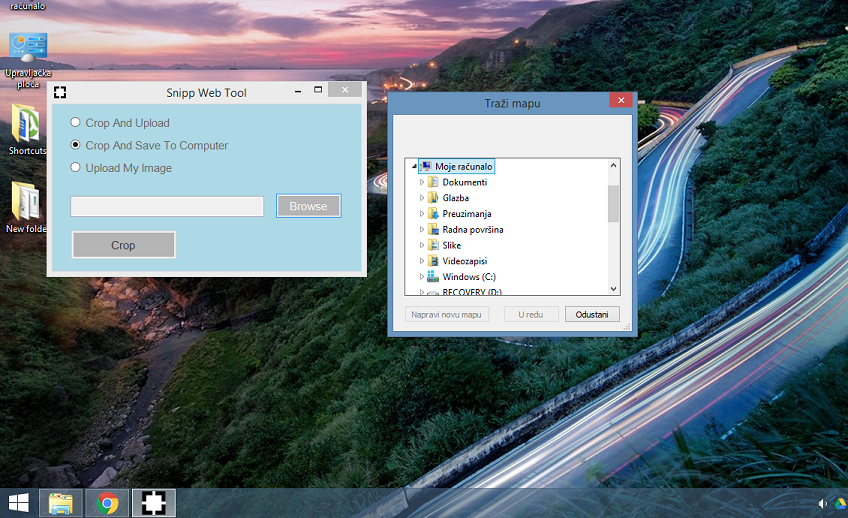 računalo
Upravljačka
ploča
Shortcuts
New folde
Snipp Web Tool
Crop And Upload
Crop And Save To Computer
Upload My Image
Browse
Crop
Traži mapu
Moje računalo
Dokumenti
Glazba
Preuzimanja
Radna površina
Slike
Videozapisi
Windows (C:)
RECOVERY (D:)
Napravi novu mapu
U redu
Odustani